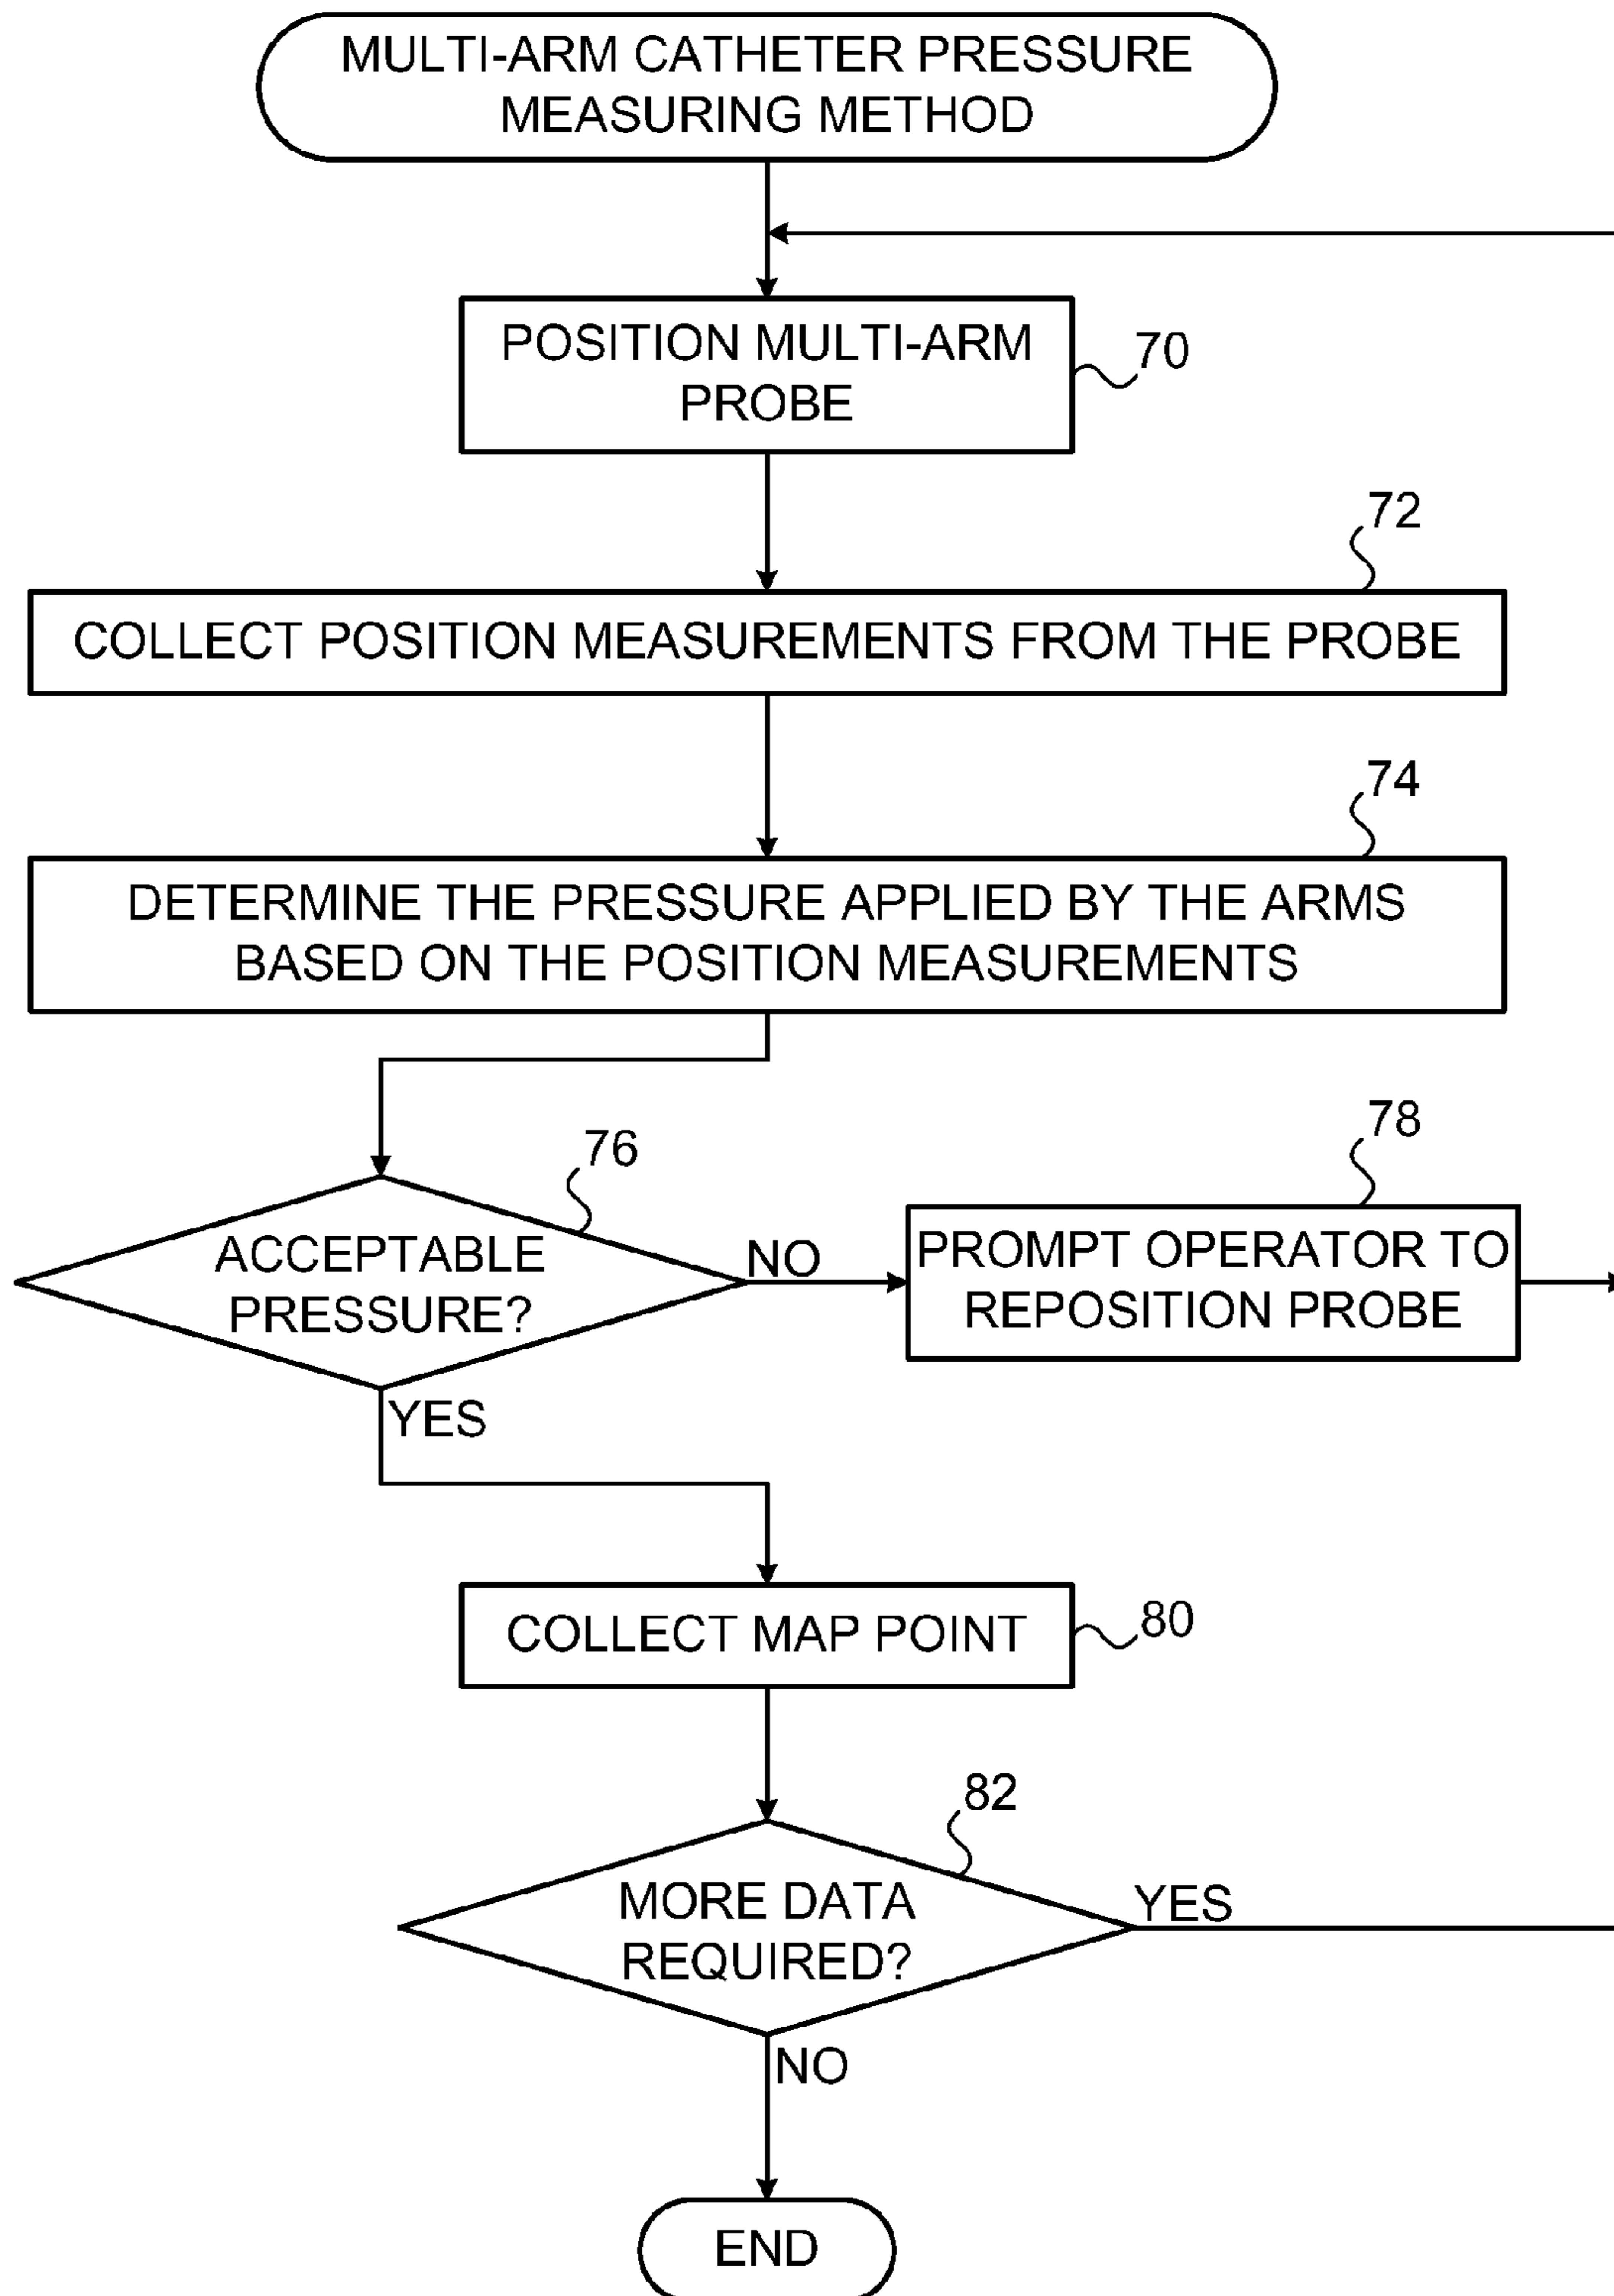 MULTI-ARM CATHETER PRESSURE
MEASURING METHOD
POSITION MULTI-ARM
PROBE
70
72
COLLECT POSITION MEASUREMENTS FROM THE PROBE
74
DETERMINE THE PRESSURE APPLIED BY THE ARMS
BASED ON THE POSITION MEASUREMENTS
76
78
ACCEPTABLE
PRESSURE?
NO
PROMPT OPERATOR TO
REPOSITION PROBE
YES
COLLECT MAP POINT
80
82
MORE DATA
REQUIRED?
YES
NO
END